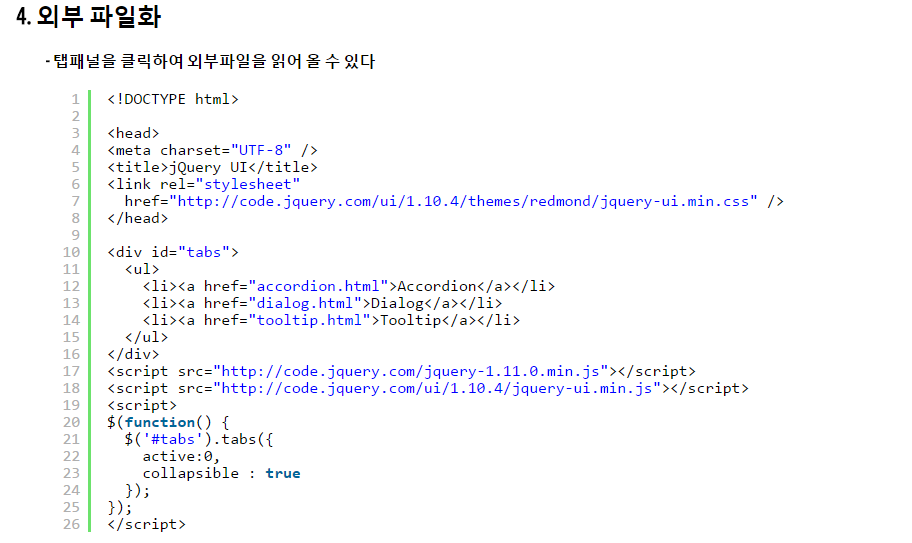 4. 외부 파일화
- 탭패널을 클릭하여 외부파일을 읽어 올 수 있다
1 <!DOCTYPE html>
2
3 <head>
4 <meta charset="UTF-8" />
5 <title>jQuery UI</title>
6 <link rel="stylesheet"
7   href="http://code.jquery.com/ui/1.10.4/themes/redmond/jquery-ui.min.css" />
8 </head>
9
10 <div id="tabs">
11   <ul>
12     <li><a href="accordion.html">Accordion</a></li>
13     <li><a href="dialog.html">Dialog</a></li>
14     <li><a href="tooltip.html">Tooltip</a></li>
15   </ul>
16 </div>
17 <script src="http://code.jquery.com/jquery-1.11.0.min.js"></script>
18 <script src="http://code.jquery.com/ui/1.10.4/jquery-ui.min.js"></script>
19 <script>
20 $(function() {
21   $('#tabs').tabs({
22     active:0,
23     collapsible : true
24   });
25 });
26 </script>